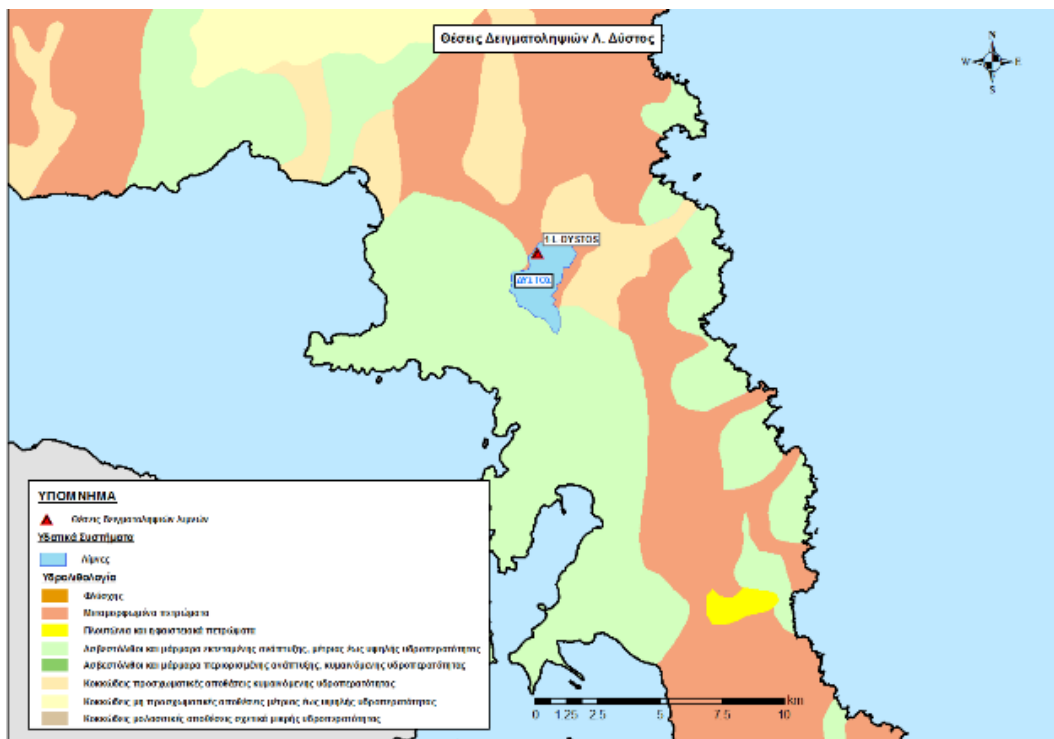 Θέσεις Δειγματοληψιών Λ. Δύστος
N
W E
S
1 L DYSTOS
ΔΥΣΤΟΣ
ΥΠΟΜΝΗΜΑ
Θέσεις δειγματοληψιών λιμνών
Υδατικά Συστήματα
Λίμνες
Υδρολιθολογία
Φλύσχης
Μεταμορφωμένα πετρώματα
Πλουτώνια και ηφαιστειακά πετρώματα
Ασβεστόλιθοι και μάρμαρα εκτεταμένης ανάπτυξης, μέτριας έως υψηλής υδροπερατότητας
Ασβεστόλιθοι και μάρμαρα περιορισμένης ανάπτυξης, κυμαινόμενης υδροπερατότητας
Κοκκώδεις προσχωματικές αποθέσεις κυμαινόμενης υδροπερατότητας
Κοκκώδεις μη προσχωματικές αποθέσεις μέτριας έως υψηλής υδροπερατότητας
Κοκκώδεις μολασσικές αποθέσεις σχετικά μικρής υδροπερατότητας
km
0 1.25 2.5 5 7.5 10